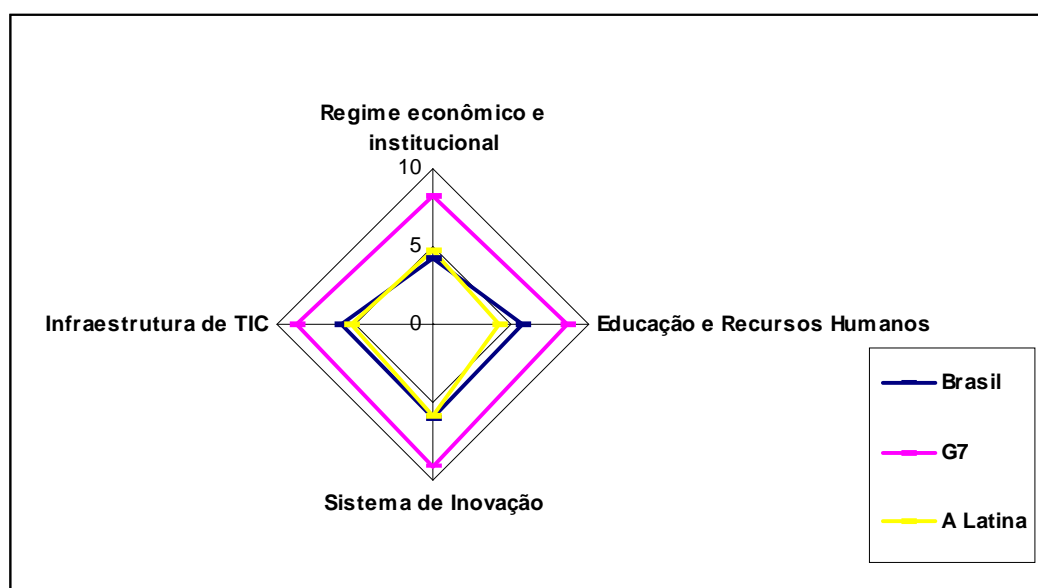 Regime econômico e
institucional
10
5
0
Infraestrutura de TIC
Educação e Recursos Humanos
Sistema de Inovação
Brasil
G7
A Latina